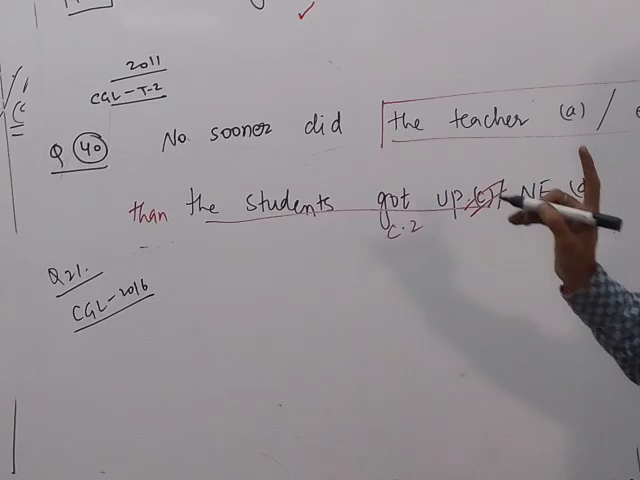 2011
CGL-T-2
Q 40 No sooner did the teacher (a) /
than the students got up (c) NE
C.2
Q21.
CGL-2016